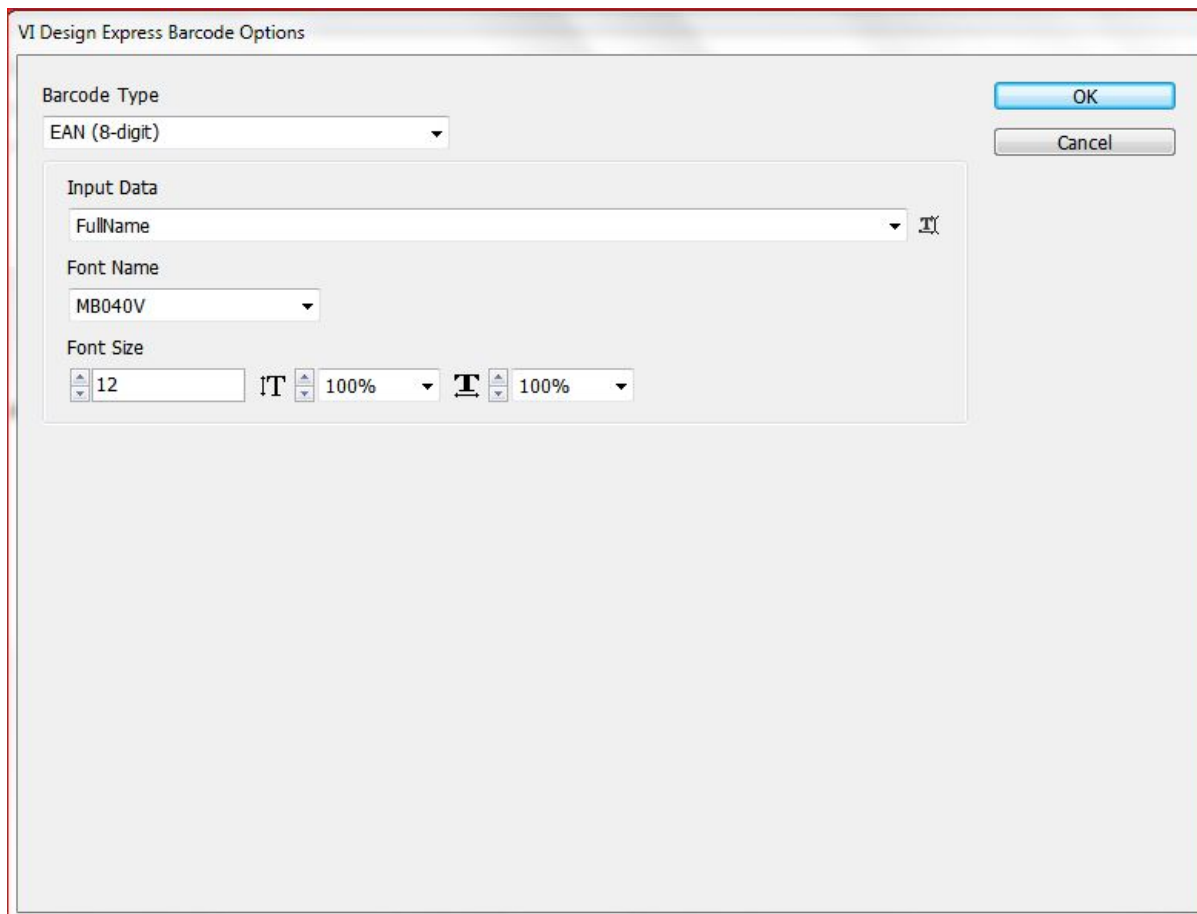 VI Design Express Barcode Options
Barcode Type
EAN (8-digit)
OK
Cancel
Input Data
FullName
Font Name
MB040V
Font Size
12 100% 100%